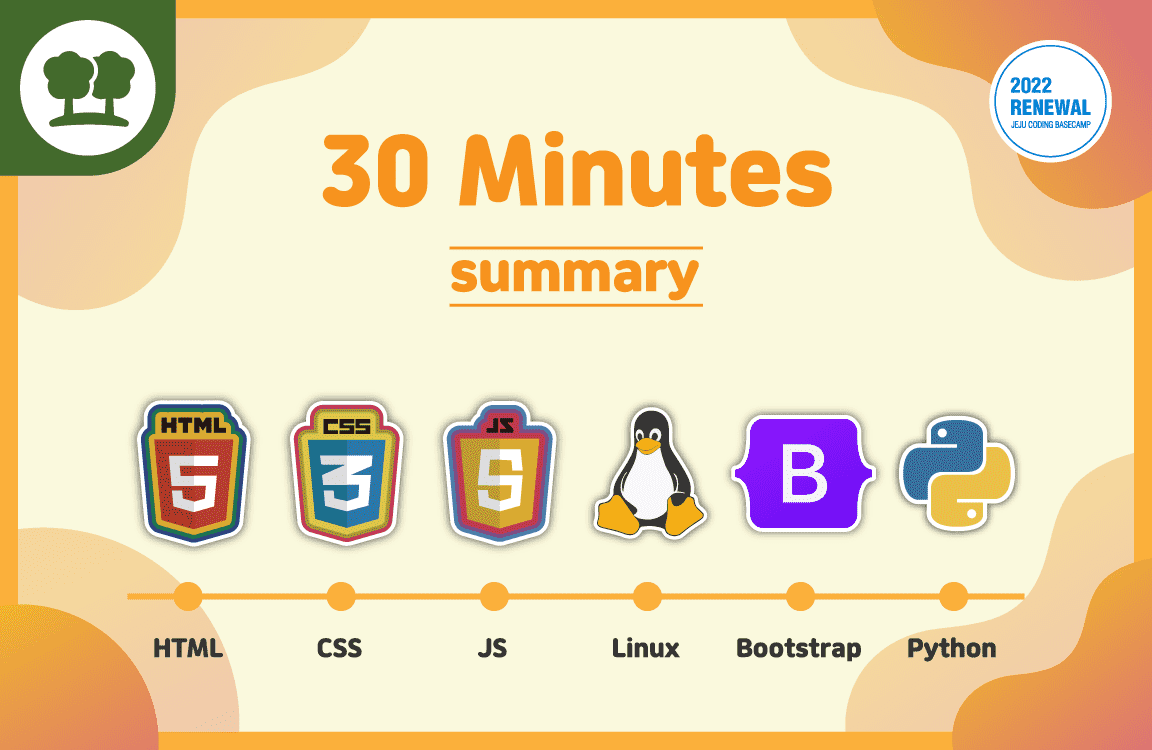 2022
RENEWAL
JEJU CODING BASECAMP
30 Minutes
summary
HTML
5
CSS
3
JS
5
B
HTML
CSS
JS
Linux
Bootstrap
Python